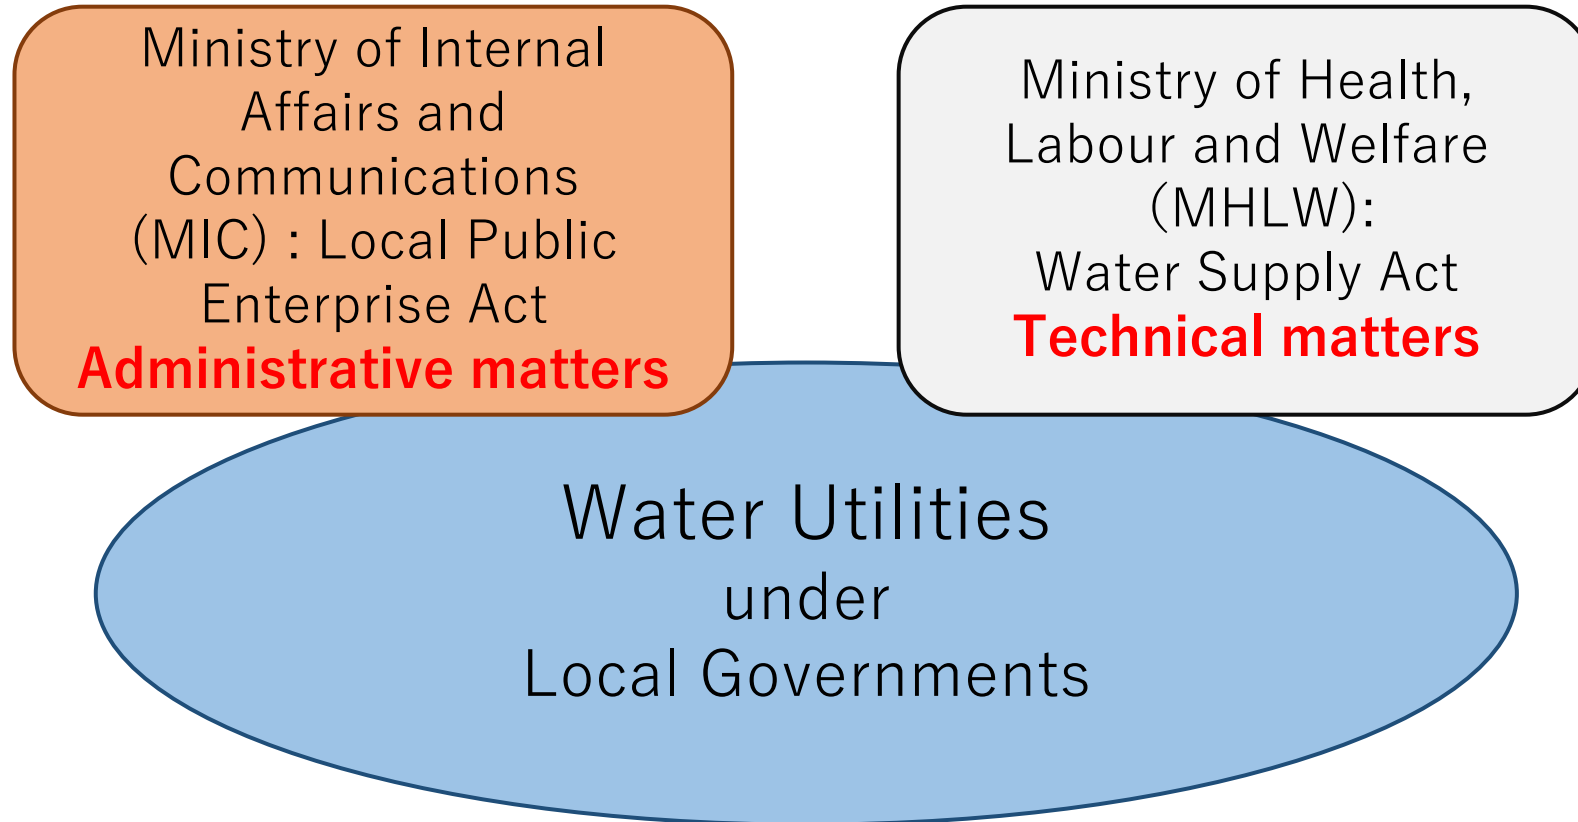 Ministry of Internal
Affairs and
Communications
(MIC) : Local Public
Enterprise Act
Administrative matters
Ministry of Health,
Labour and Welfare
(MHLW):
Water Supply Act
Technical matters
Water Utilities
under
Local Governments